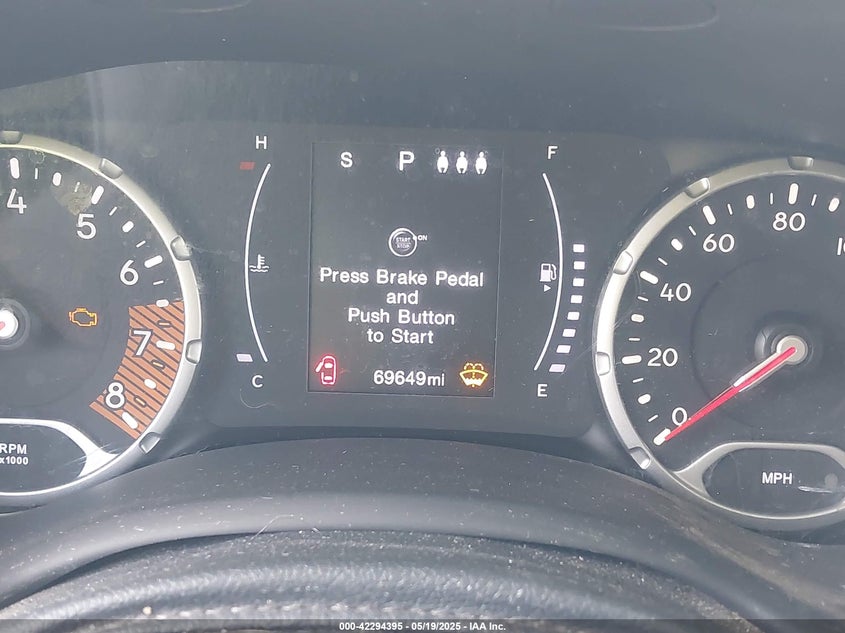 H
S P
F
4
5
6
7
8
RPM
x1000
START
ON
Press Brake Pedal
and
Push Button
to Start
C
69649mi
E
0
20
40
60
80
MPH
000-42294395 - 05/19/2025 - IAA Inc.